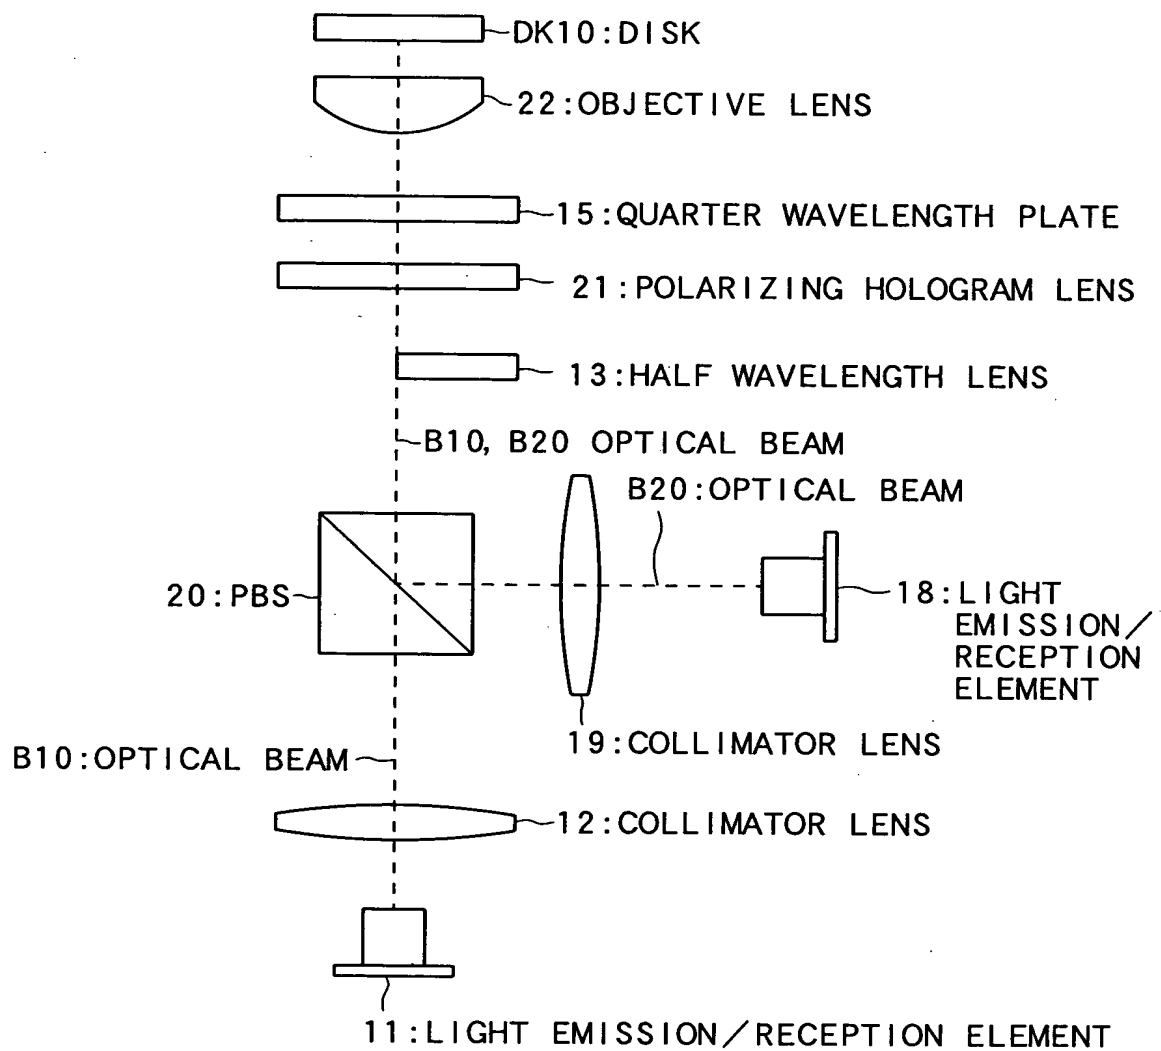 DK10:DISK
22:OBJECTIVE LENS
15:QUARTER WAVELENGTH PLATE
21:POLARIZING HOLOGRAM LENS
13:HALF WAVELENGTH LENS
B10, B20 OPTICAL BEAM
B20:OPTICAL BEAM
20:PBS
18:LIGHT
EMISSION/
RECEPTION
ELEMENT
19:COLLIMATOR LENS
B10:OPTICAL BEAM
12:COLLIMATOR LENS
11:LIGHT EMISSION/RECEPTION ELEMENT